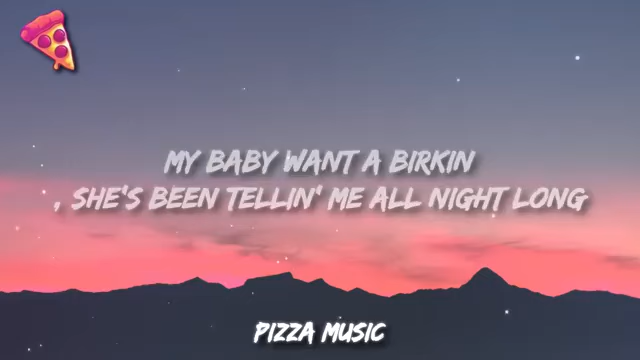 MY BABY WANT A BIRKIN
, SHE'S BEEN TELLIN' ME ALL NIGHT LONG
PIZZA MUSIC